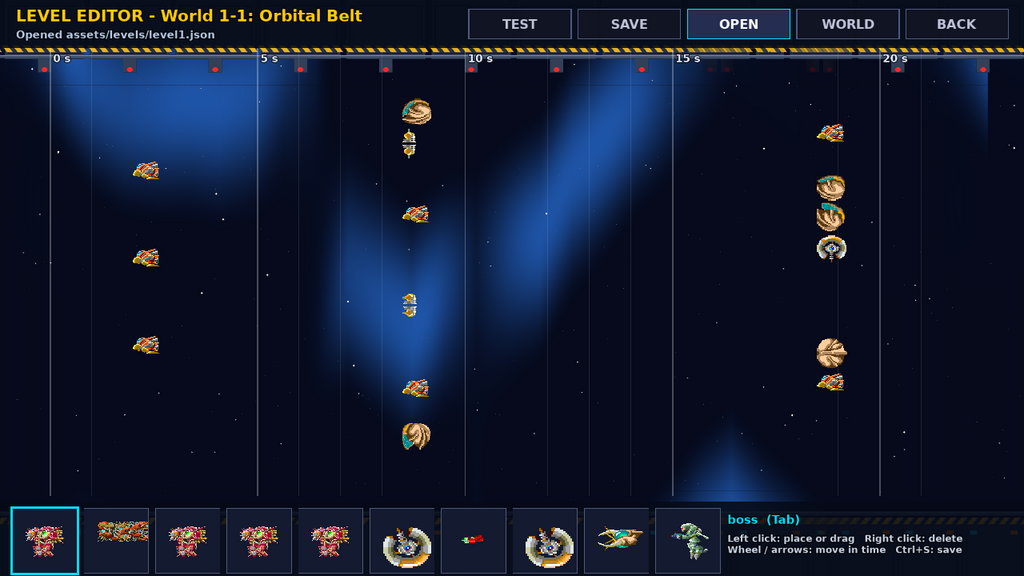 LEVEL EDITOR - World 1-1: Orbital Belt
Opened assets/levels/level1.json
TEST
SAVE
OPEN
WORLD
BACK
0 s
5 s
10 s
15 s
20 s
boss (Tab)
Left click: place or drag Right click: delete
Wheel / arrows: move in time Ctrl+S: save